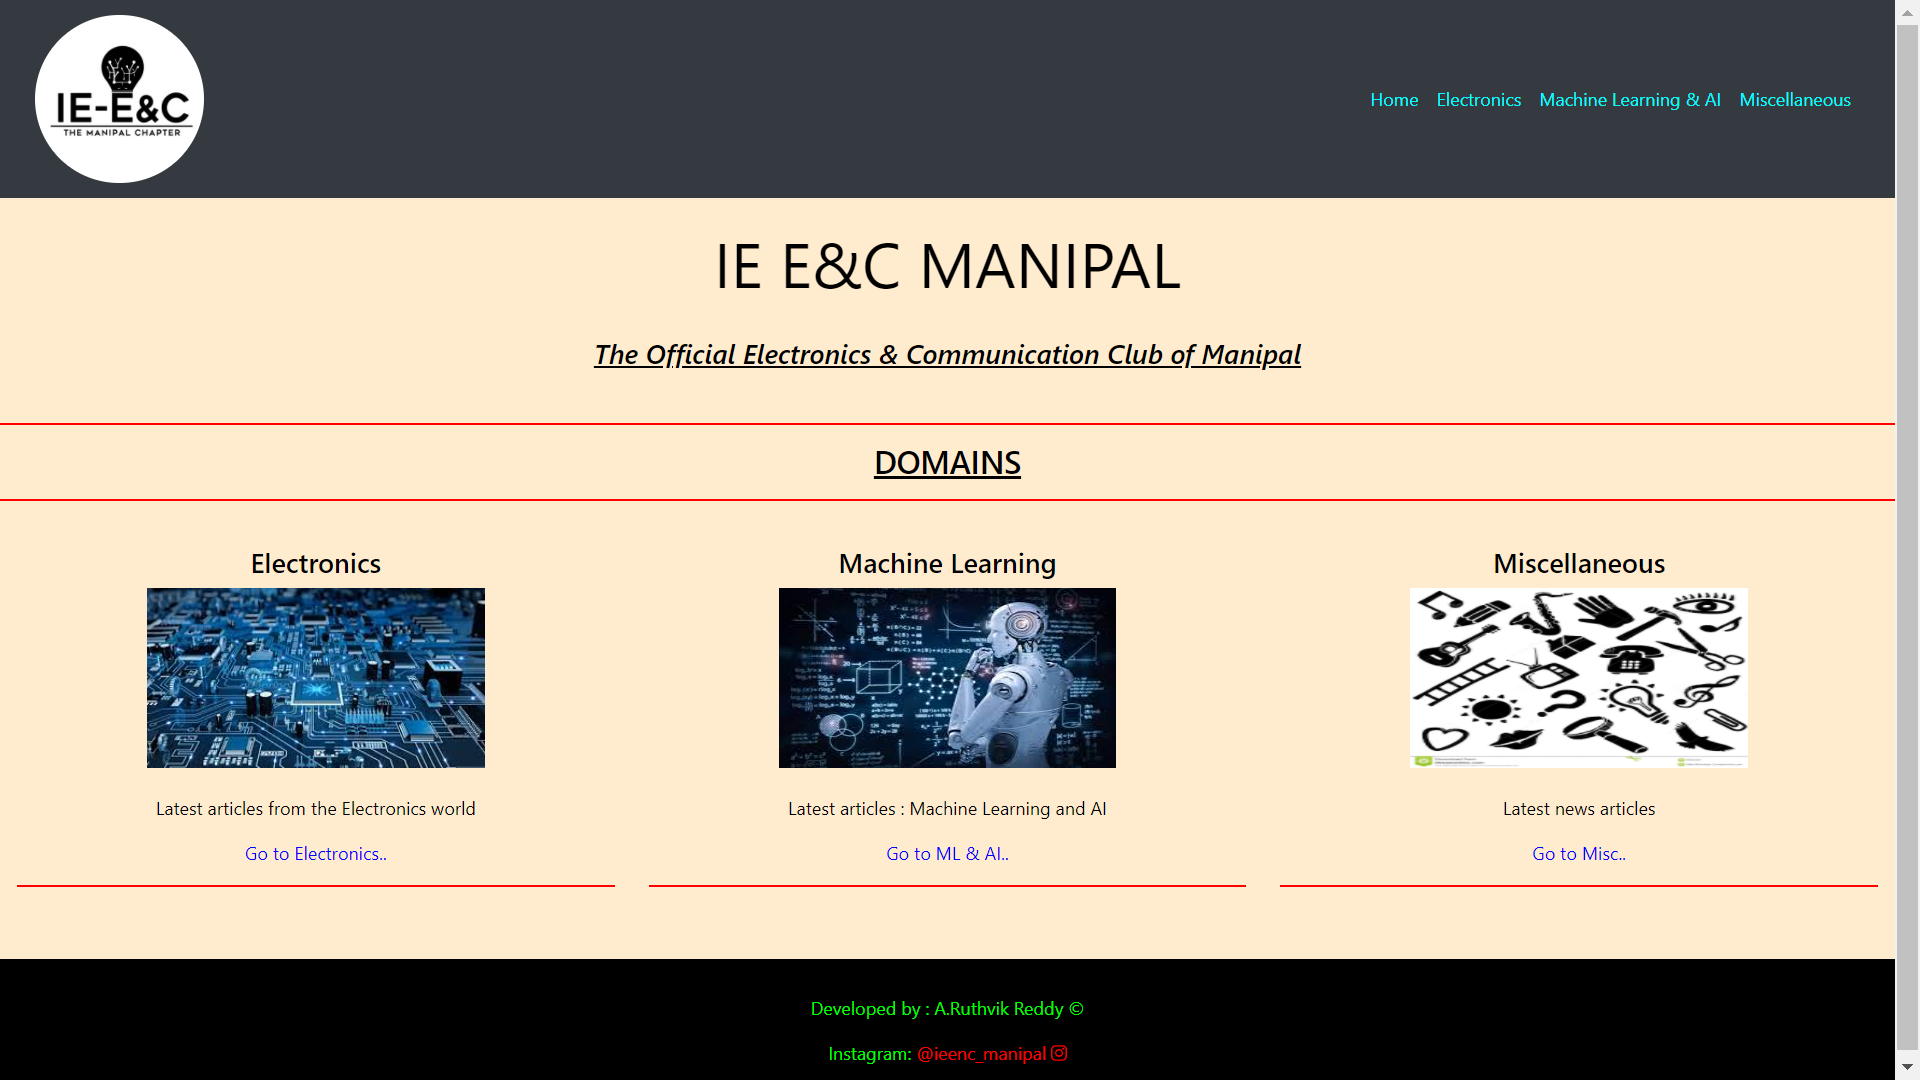 IE-E&C
THE MANIPAL CHAPTER
Home Electronics Machine Learning & AI Miscellaneous
IE E&C MANIPAL
The Official Electronics & Communication Club of Manipal
DOMAINS
Electronics
Machine Learning
Miscellaneous
Latest articles from the Electronics world
Latest articles : Machine Learning and AI
Latest news articles
Go to Electronics..
Go to ML & AI..
Go to Misc..
Developed by : A.Ruthvik Reddy ©
Instagram: @ieenc_manipal